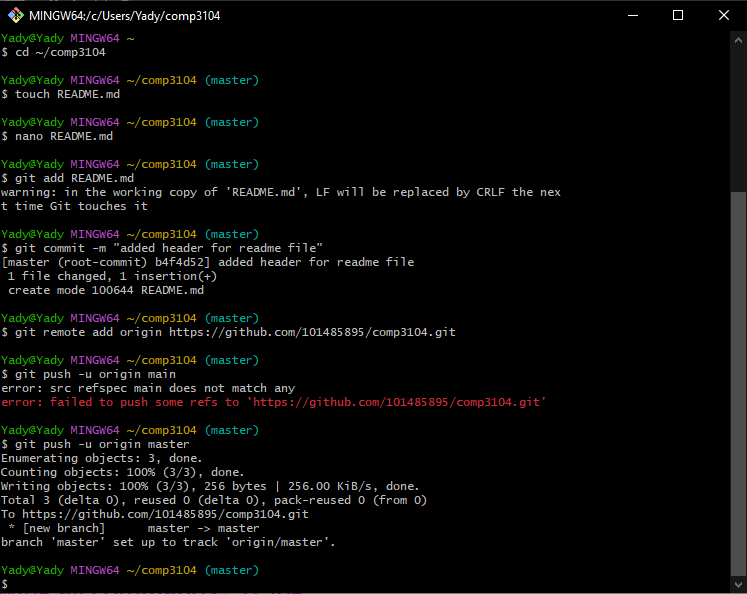 MINGW64:/c/Users/Yady/comp3104
Yady@Yady MINGW64 ~
$ cd ~/comp3104
Yady@Yady MINGW64 ~/comp3104 (master)
$ touch README.md
Yady@Yady MINGW64 ~/comp3104 (master)
$ nano README.md
Yady@Yady MINGW64 ~/comp3104 (master)
$ git add README.md
warning: in the working copy of 'README.md', LF will be replaced by CRLF the nex
t time Git touches it
Yady@Yady MINGW64 ~/comp3104 (master)
$ git commit -m "added header for readme file"
[master (root-commit) b4f4d52] added header for readme file
 1 file changed, 1 insertion(+)
 create mode 100644 README.md
Yady@Yady MINGW64 ~/comp3104 (master)
$ git remote add origin https://github.com/101485895/comp3104.git
Yady@Yady MINGW64 ~/comp3104 (master)
$ git push -u origin main
error: src refspec main does not match any
error: failed to push some refs to 'https://github.com/101485895/comp3104.git'
Yady@Yady MINGW64 ~/comp3104 (master)
$ git push -u origin master
Enumerating objects: 3, done.
Counting objects: 100% (3/3), done.
Writing objects: 100% (3/3), 256 bytes | 256.00 KiB/s, done.
Total 3 (delta 0), reused 0 (delta 0), pack-reused 0 (from 0)
To https://github.com/101485895/comp3104.git
 * [new branch]      master -> master
branch 'master' set up to track 'origin/master'.
Yady@Yady MINGW64 ~/comp3104 (master)
$